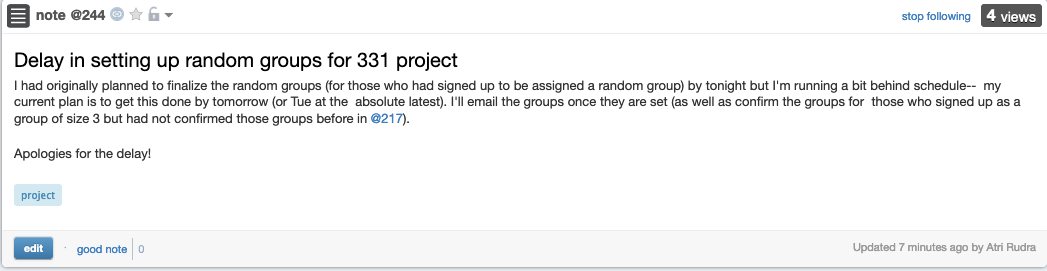 note @244
stop following
4 views
Delay in setting up random groups for 331 project
I had originally planned to finalize the random groups (for those who had signed up to be assigned a random group) by tonight but I'm running a bit behind schedule-- my
current plan is to get this done by tomorrow (or Tue at the absolute latest). I'll email the groups once they are set (as well as confirm the groups for those who signed up as a
group of size 3 but had not confirmed those groups before in @217).
Apologies for the delay!
project
edit · good note 0
Updated 7 minutes ago by Atri Rudra